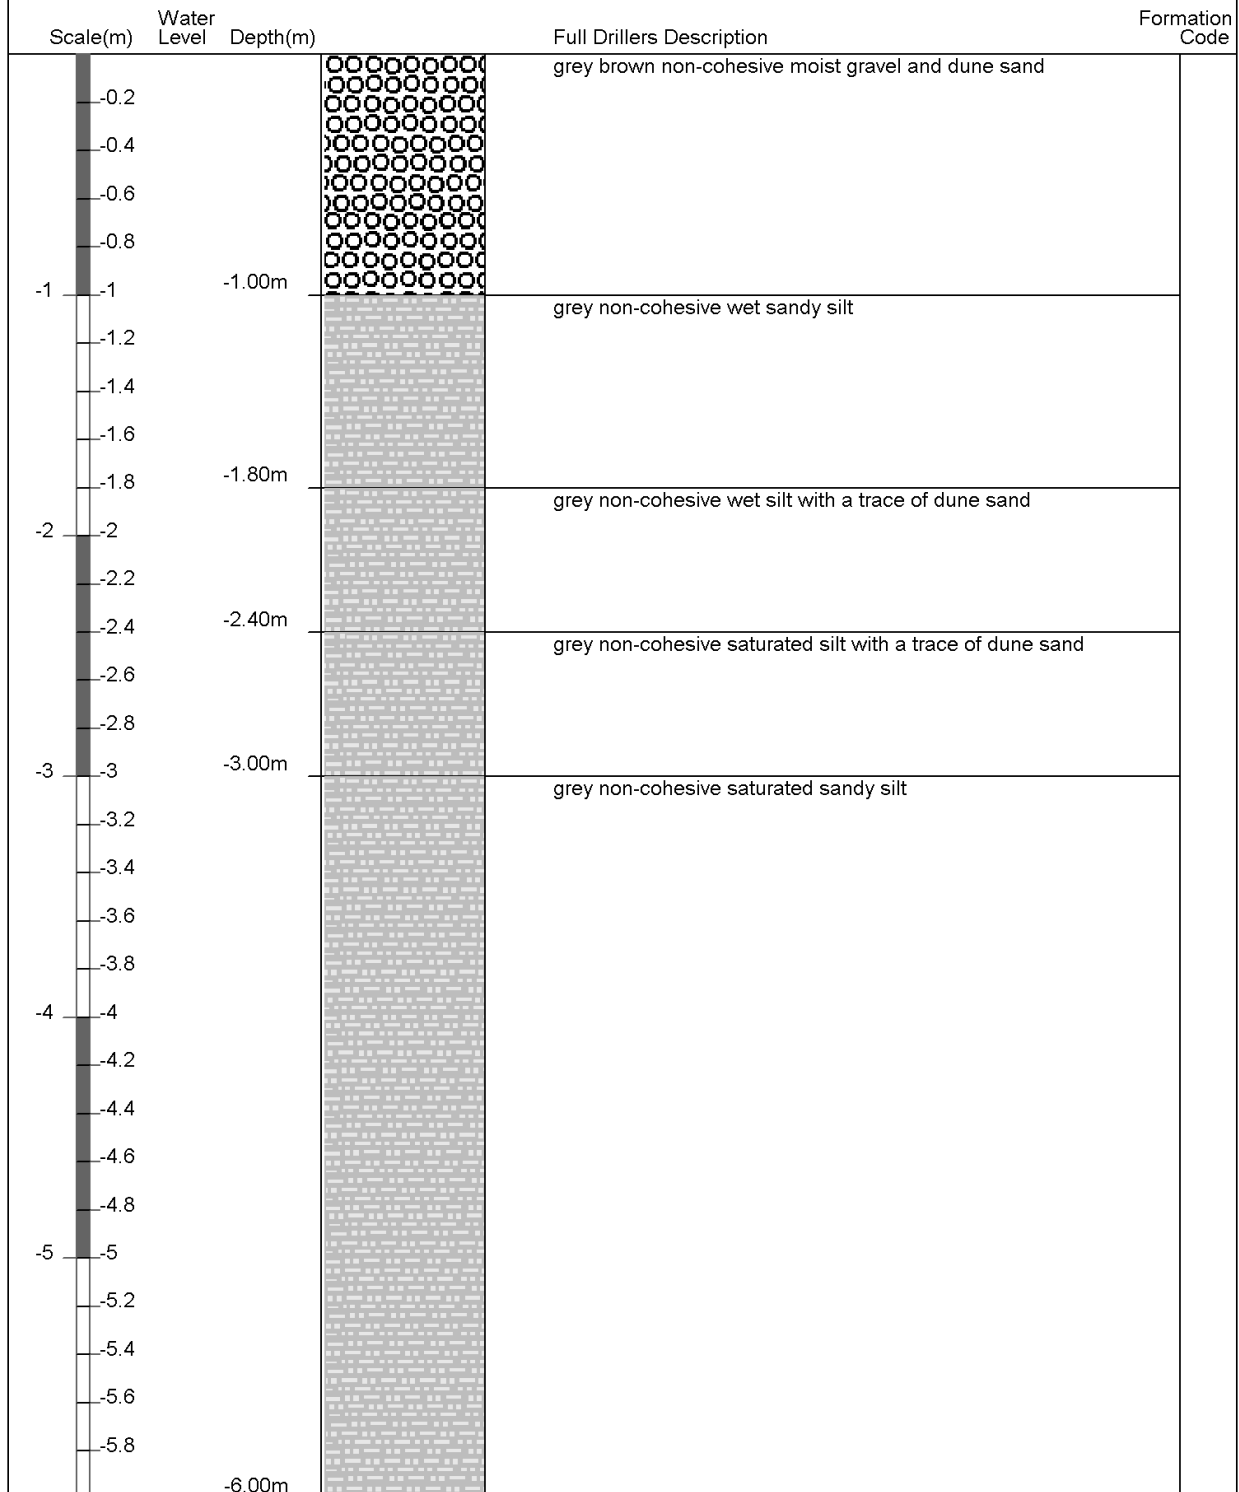 Water Formation
Scale(m) Level Depth(m) Full Drillers Description Code
grey brown non-cohesive moist gravel and dune sand
-0.2
-0.4
-0.6
-0.8
-1 -1 -1.00m
grey non-cohesive wet sandy silt
-1.2
-1.4
-1.6
-1.8 -1.80m
grey non-cohesive wet silt with a trace of dune sand
-2 -2
-2.2
-2.4 -2.40m
grey non-cohesive saturated silt with a trace of dune sand
-2.6
-2.8
-3 -3 -3.00m
grey non-cohesive saturated sandy silt
-3.2
-3.4
-3.6
-3.8
-4 -4
-4.2
-4.4
-4.6
-4.8
-5 -5
-5.2
-5.4
-5.6
-5.8
-6.00m